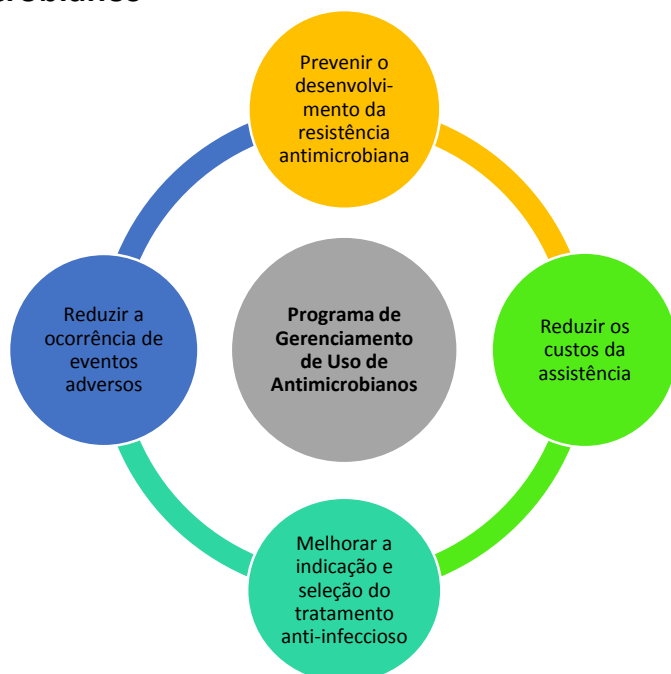 Prevenir o
desenvolvi-
mento da
resistência
antimicrobiana
Reduzir a
ocorrência de
eventos
adversos
Programa de
Gerenciamento
de Uso de
Antimicrobianos
Reduzir os
custos da
assistência
Melhorar a
indicação e
seleção do
tratamento
anti-infeccioso